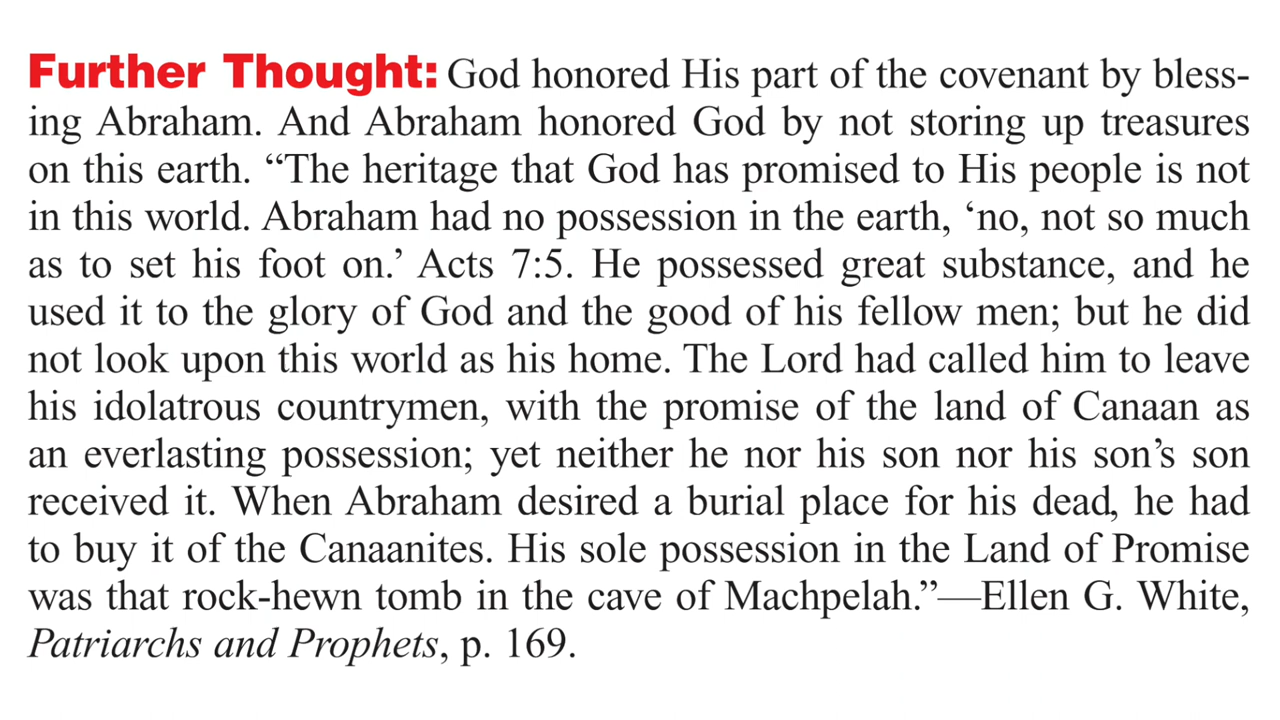 Further Thought: God honored His part of the covenant by bless-
ing Abraham. And Abraham honored God by not storing up treasures
on this earth. “The heritage that God has promised to His people is not
in this world. Abraham had no possession in the earth, ‘no, not so much
as to set his foot on.’ Acts 7:5. He possessed great substance, and he
used it to the glory of God and the good of his fellow men; but he did
not look upon this world as his home. The Lord had called him to leave
his idolatrous countrymen, with the promise of the land of Canaan as
an everlasting possession; yet neither he nor his son nor his son’s son
received it. When Abraham desired a burial place for his dead, he had
to buy it of the Canaanites. His sole possession in the Land of Promise
was that rock-hewn tomb in the cave of Machpelah.”—Ellen G. White,
Patriarchs and Prophets, p. 169.